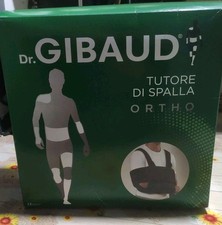 Dr. GIBAUD
TUTORE
DI SPALLA
ORTHO